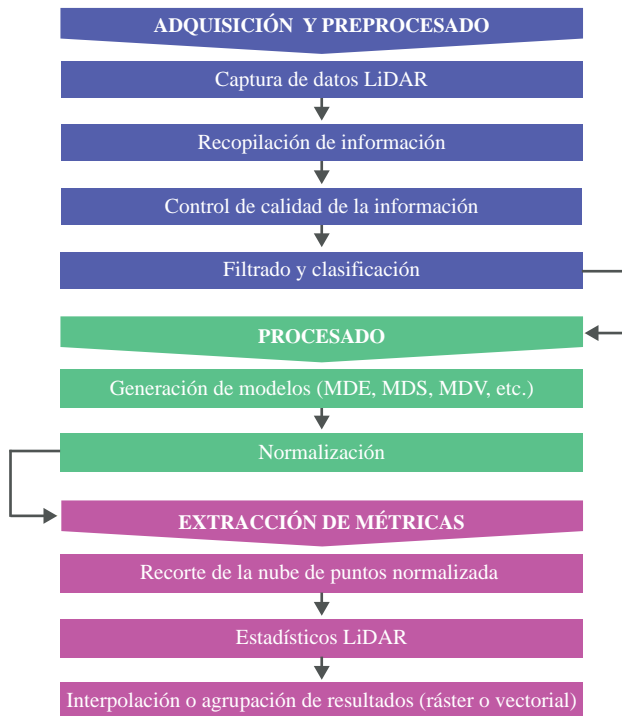 ADQUISICIÓN Y PREPROCESADO
Captura de datos LiDAR
Recopilación de información
Control de calidad de la información
Filtrado y clasificación
PROCESADO
Generación de modelos (MDE, MDS, MDV, etc.)
Normalización
EXTRACCIÓN DE MÉTRICAS
Recorte de la nube de puntos normalizada
Estadísticos LiDAR
Interpolación o agrupación de resultados (ráster o vectorial)